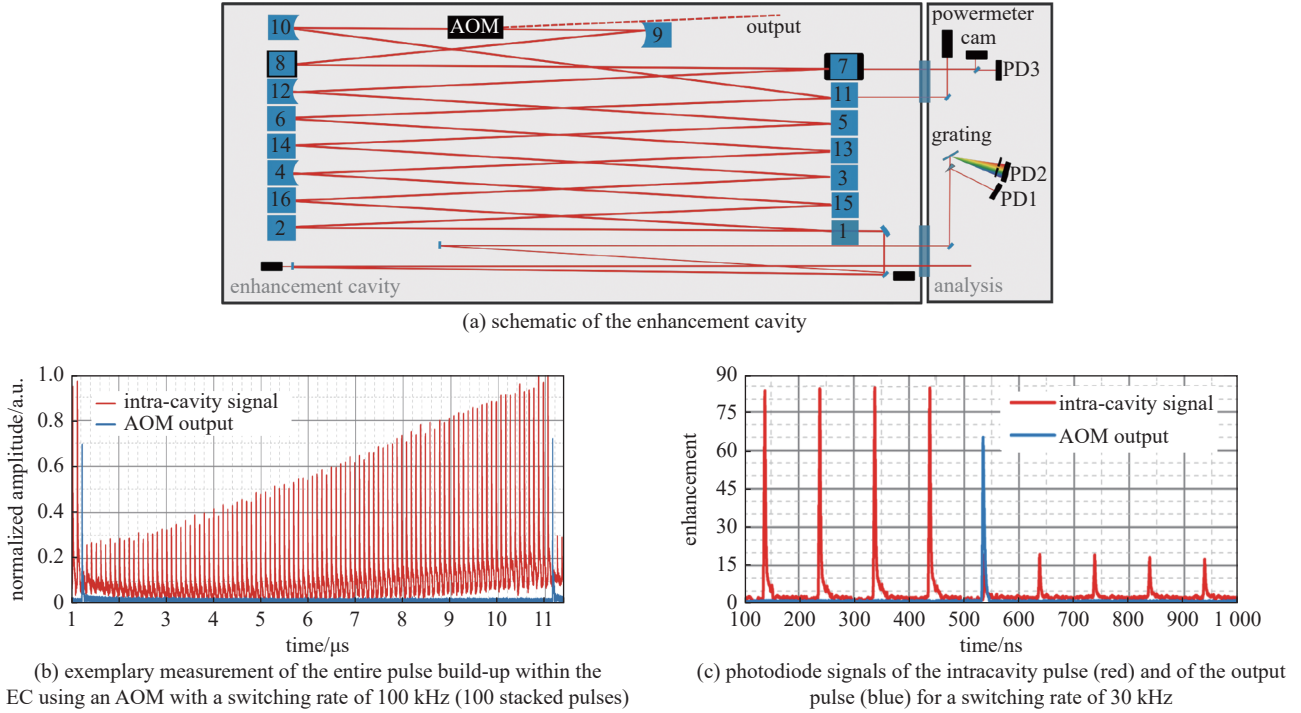 10
AOM
9
output
powermeter
cam
8
7
PD3
12
11
6
5
grating
14
13
4
3
PD2
PD1
16
15
2
1
enhancement cavity
analysis
(a) schematic of the enhancement cavity
normalized amplitude/a.u.
1.0
0.8
0.6
0.4
0.2
0
intra-cavity signal
AOM output
1 2 3 4 5 6 7 8 9 10 11
time/μs
(b) exemplary measurement of the entire pulse build-up within the
EC using an AOM with a switching rate of 100 kHz (100 stacked pulses)
enhancement
90
75
60
45
30
15
0
intra-cavity signal
AOM output
100 200 300 400 500 600 700 800 900 1 000
time/ns
(c) photodiode signals of the intracavity pulse (red) and of the output
pulse (blue) for a switching rate of 30 kHz